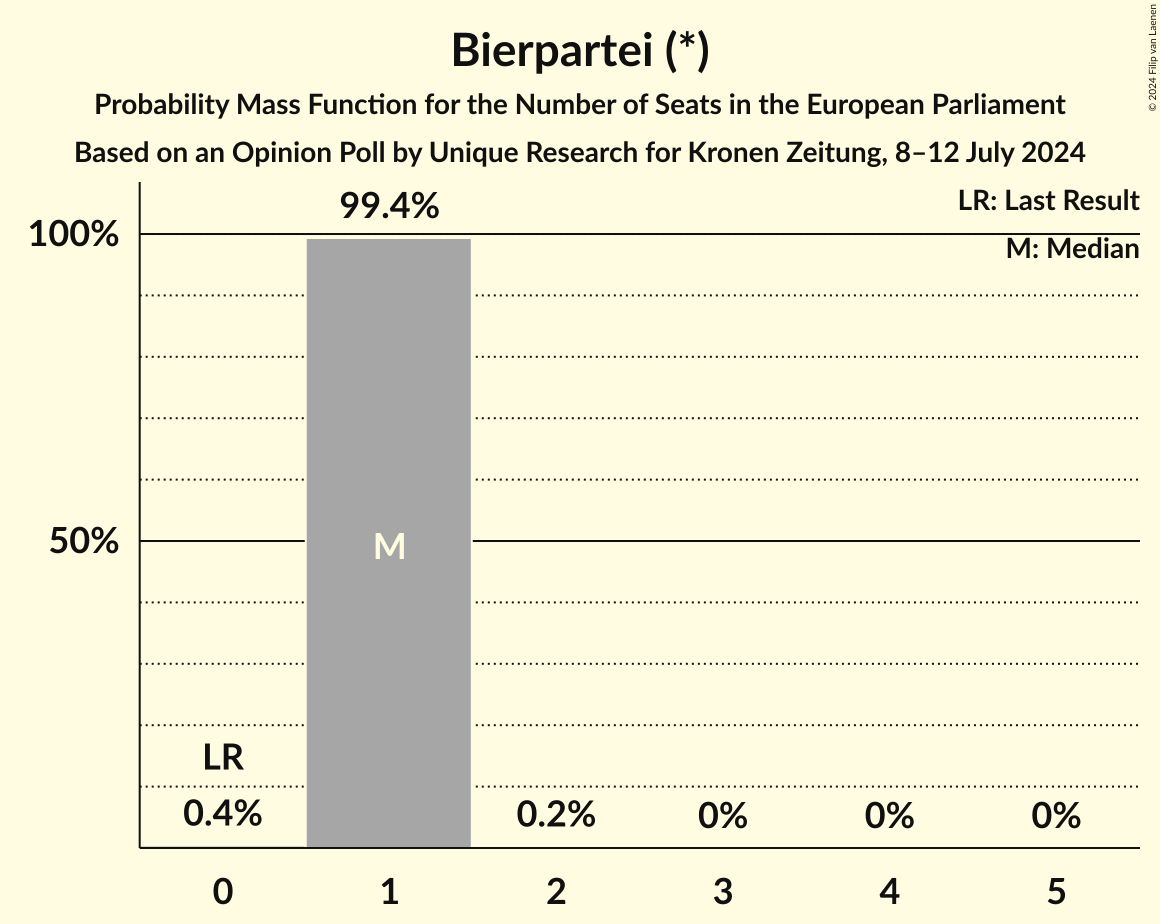 Bierpartei (*)
Probability Mass Function for the Number of Seats in the European Parliament
Based on an Opinion Poll by Unique Research for Kronen Zeitung, 8–12 July 2024
© 2024 Filip van Laenen
LR: Last Result
M: Median
99.4%
100%
50%
M
LR
0.4%
0.2%
0%
0%
0%
0
1
2
3
4
5